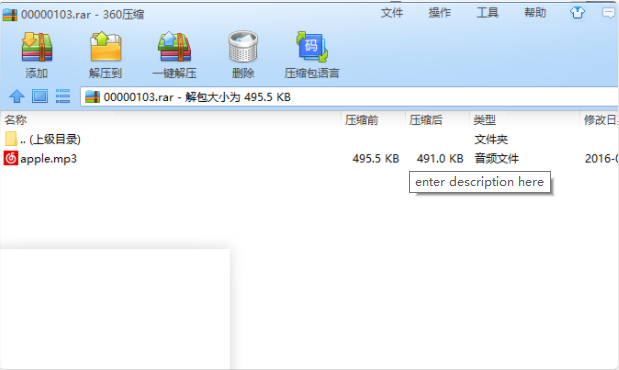 00000103.rar - 360压缩 文件 操作 工具 帮助
添加 解压到 一键解压 删除 压缩包语言
码
00000103.rar - 解包大小为 495.5 KB
名称 压缩前 压缩后 类型 修改日
.. (上级目录) 文件夹
apple.mp3 495.5 KB 491.0 KB 音频文件 2016-0
enter description here